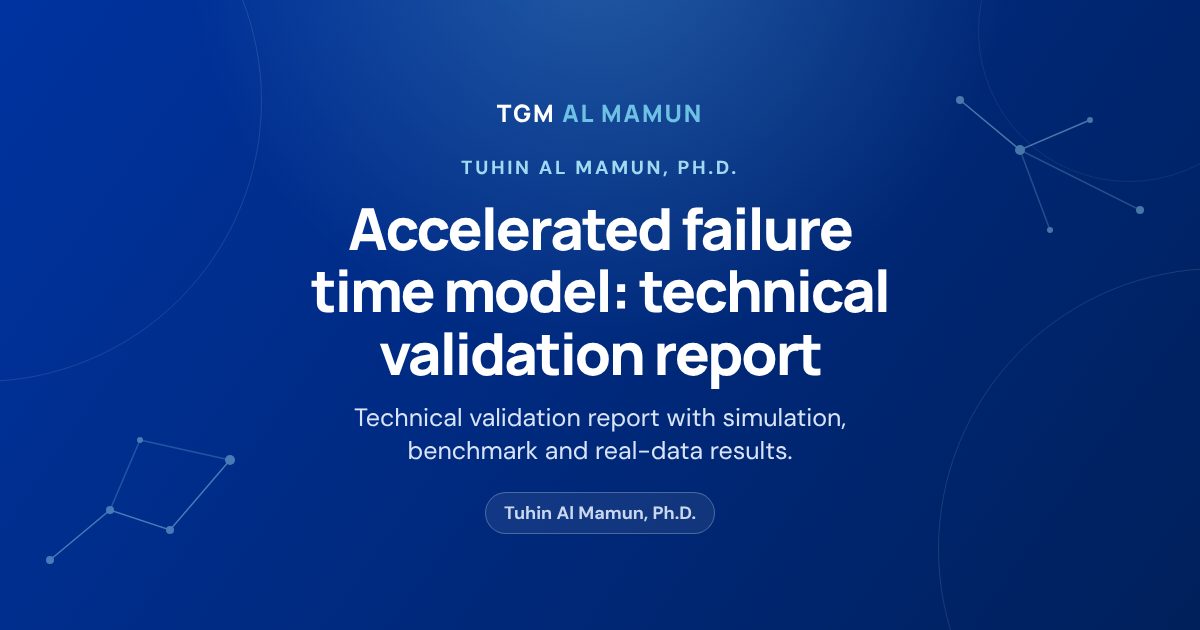 TGM AL MAMUN
TUHIN AL MAMUN, PH.D.
Accelerated failure
time model: technical
validation report
Technical validation report with simulation,
benchmark and real-data results.
Tuhin Al Mamun, Ph.D.